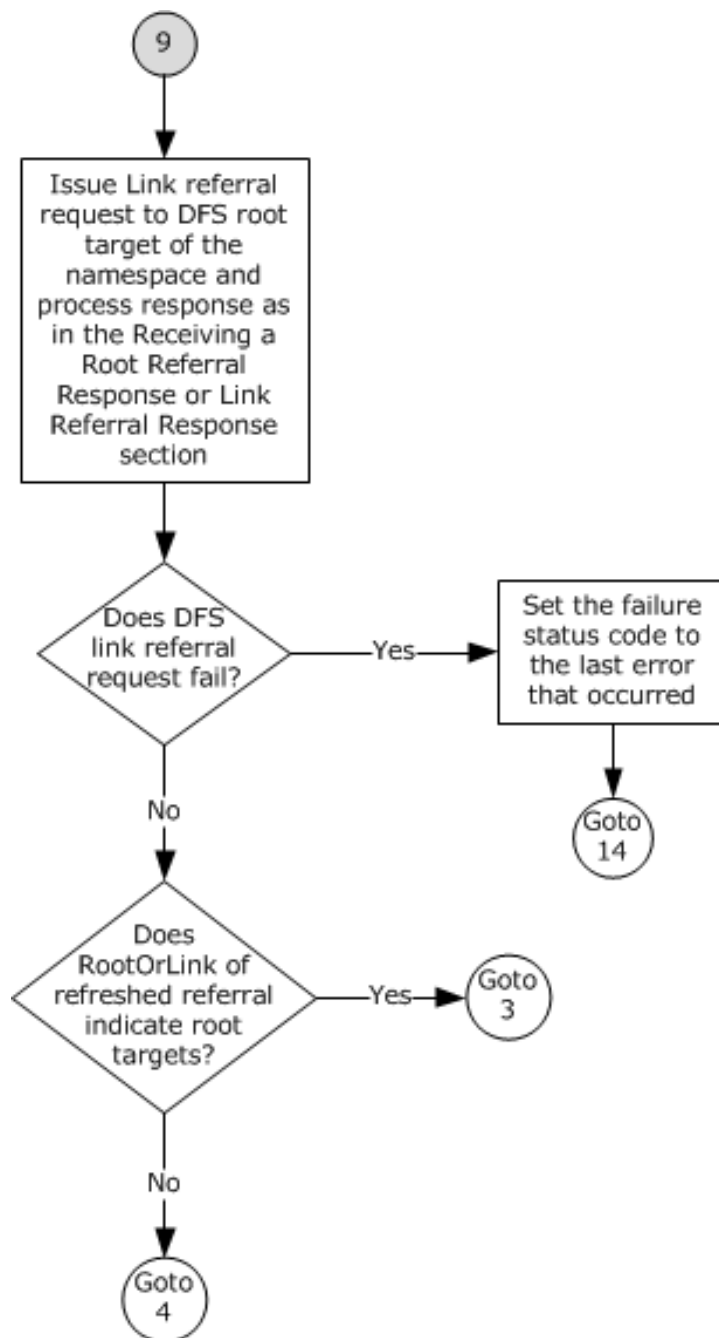 9
Issue Link referral
request to DFS root
target of the
namespace and
process response as
in the Receiving a
Root Referral
Response or Link
Referral Response
section
Does DFS
link referral
request fail?
Yes
Set the failure
status code to
the last error
that occurred
Goto
14
No
Does
RootOrLink of
refreshed referral
indicate root
targets?
Yes
Goto
3
No
Goto
4